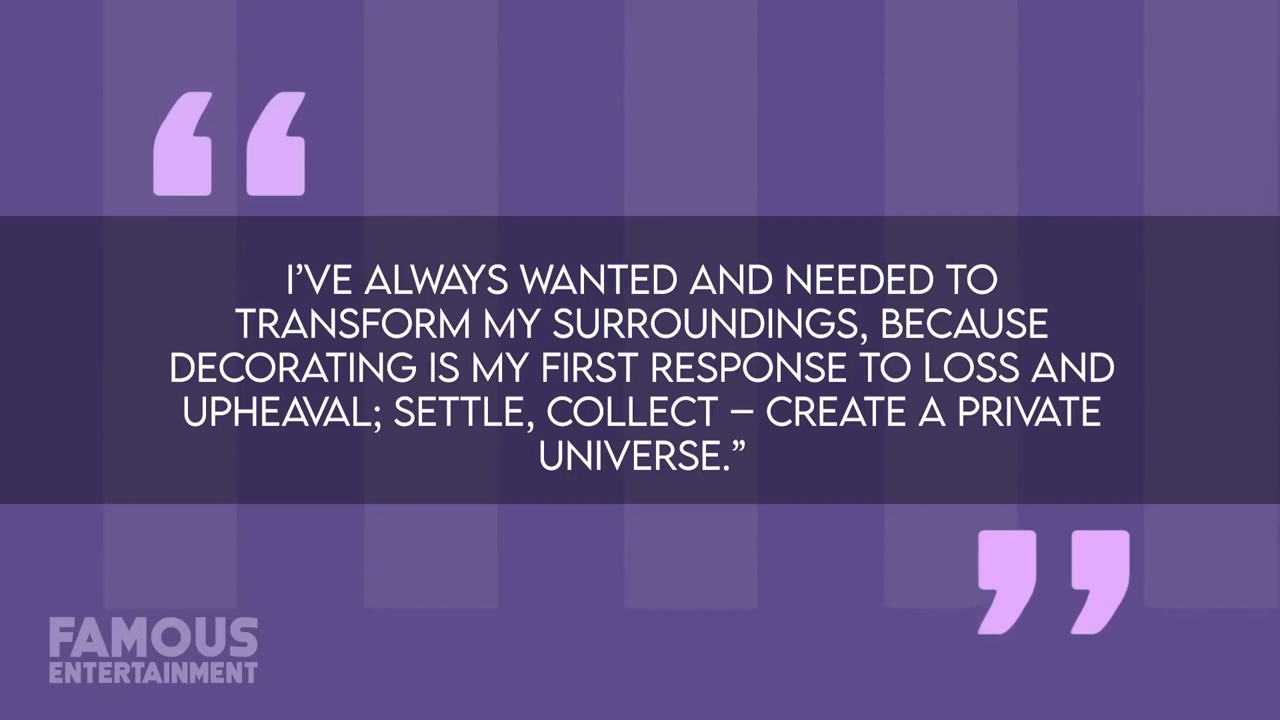 I’VE ALWAYS WANTED AND NEEDED TO
TRANSFORM MY SURROUNDINGS, BECAUSE
DECORATING IS MY FIRST RESPONSE TO LOSS AND
UPHEAVAL; SETTLE, COLLECT – CREATE A PRIVATE
UNIVERSE.”
FAMOUS
ENTERTAINMENT